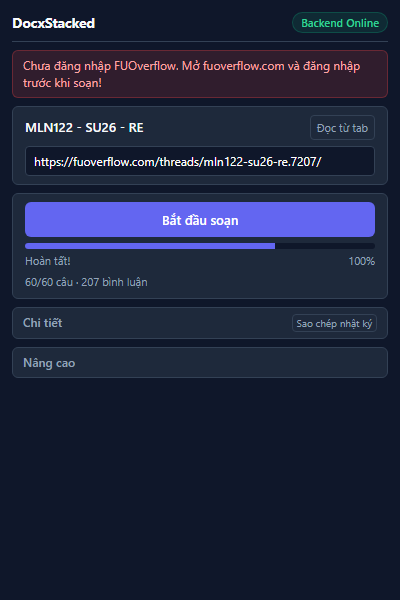 DocxStacked
Backend Online
Chưa đăng nhập FUOverflow. Mở fuoverflow.com và đăng nhập
trước khi soạn!
MLN122 - SU26 - RE
Đọc từ tab
https://fuoverflow.com/threads/mln122-su26-re.7207/
Bắt đầu soạn
Hoàn tất!
100%
60/60 câu · 207 bình luận
Chi tiết
Sao chép nhật ký
Nâng cao